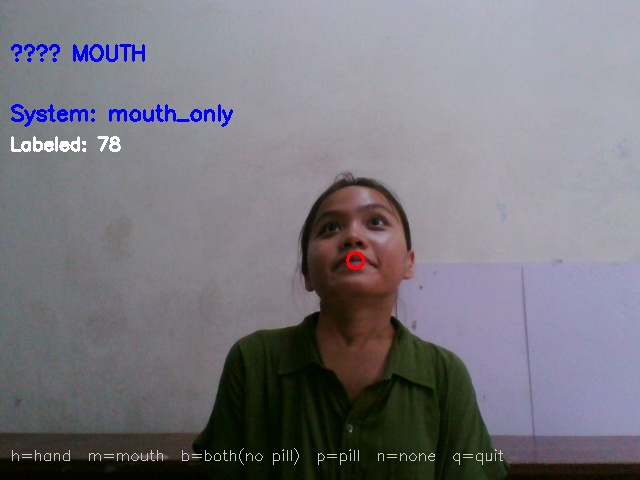 ???? MOUTH
System: mouth_only
Labeled: 78
h=hand m=mouth b=both(no pill) p=pill n=none q=quit